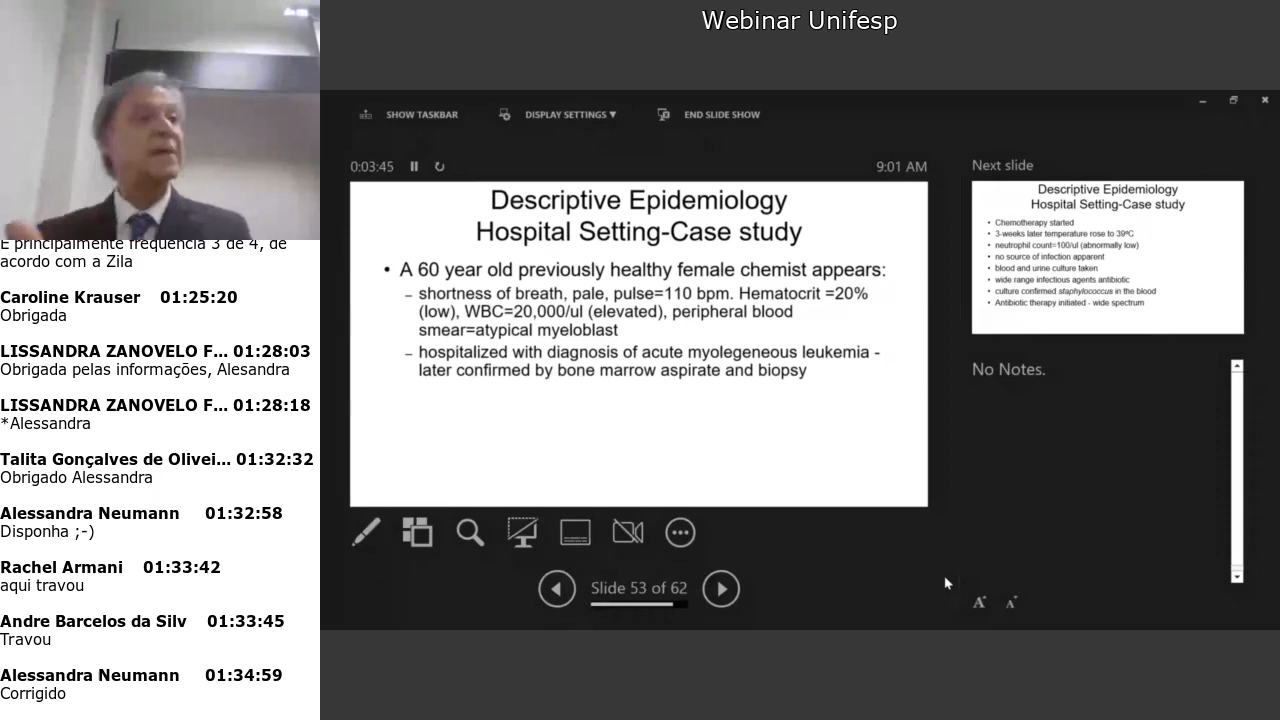 Webinar Unifesp
SHOW TASKBAR
DISPLAY SETTINGS ▼
END SLIDE SHOW
0:03:45
9:01 AM
Descriptive Epidemiology
Hospital Setting-Case study
• A 60 year old previously healthy female chemist appears:
– shortness of breath, pale, pulse=110 bpm. Hematocrit =20%
(low), WBC=20,000/ul (elevated), peripheral blood
smear=atypical myeloblast
– hospitalized with diagnosis of acute myolegeneous leukemia -
later confirmed by bone marrow aspirate and biopsy
Slide 53 of 62
Next slide
Descriptive Epidemiology
Hospital Setting-Case study
• Chemotherapy started
• 3-weeks later temperature rose to 39ºC
• neutrophil count=100/ul (abnormally low)
• no source of infection apparent
• blood and urine culture taken
• wide range infectious agents antibiotic
• culture confirmed staphylococcus in the blood
• Antibiotic therapy initiated - wide spectrum
No Notes.
A A
E principalmente frequencia 3 de 4, de
acordo com a Zila
Caroline Krauser 01:25:20
Obrigada
LISSANDRA ZANOVELO F... 01:28:03
Obrigada pelas informações, Alesandra
LISSANDRA ZANOVELO F... 01:28:18
*Alessandra
Talita Gonçalves de Olivei... 01:32:32
Obrigado Alessandra
Alessandra Neumann 01:32:58
Disponha ;-)
Rachel Armani 01:33:42
aqui travou
Andre Barcelos da Silv 01:33:45
Travou
Alessandra Neumann 01:34:59
Corrigido